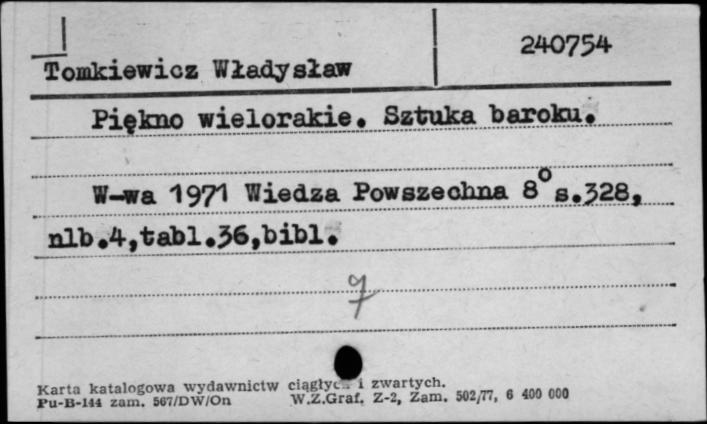 240754
Tomkiewicz Władysław
Piękno wielorakie. Sztuka baroku.
W-wa 1971 Wiedza Powszechna 8° s.328,
nlb.4,tabl.36,bibl.
Karta katalogowa wydawnictw ciągłych i zwartych.
Pu-B-144 zam. 567/DW/On W.Z.Graf. Z-2, Zam. 502/77, 6 400 000